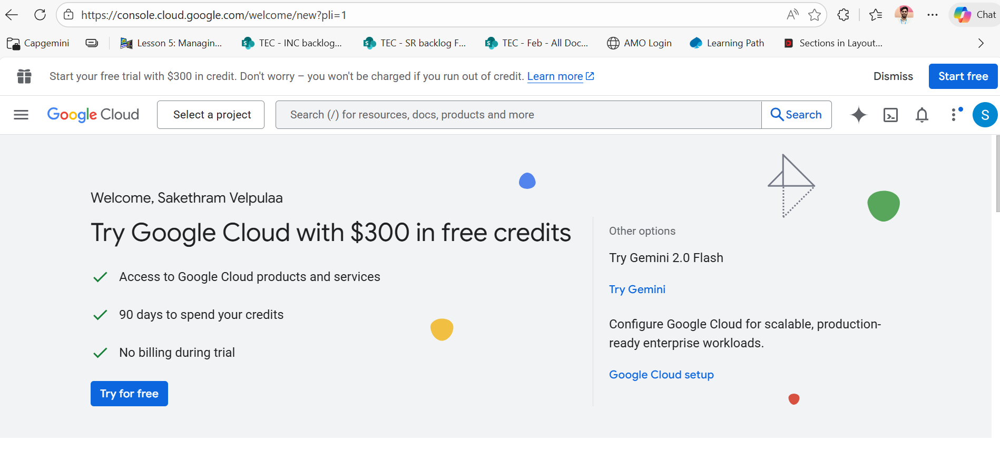 https://console.cloud.google.com/welcome/new?pli=1
Chat
Capgemini
Lesson 5: Managin...
TEC - INC backlog...
TEC - SR backlog F...
TEC - Feb - All Doc...
AMO Login
Learning Path
Sections in Layout...
Start your free trial with $300 in credit. Don't worry – you won't be charged if you run out of credit. Learn more
Dismiss
Start free
Google Cloud
Select a project
Search (/) for resources, docs, products and more
Search
S
Welcome, Sakethram Velpulaa
Try Google Cloud with $300 in free credits
Access to Google Cloud products and services
90 days to spend your credits
No billing during trial
Try for free
Other options
Try Gemini 2.0 Flash
Try Gemini
Configure Google Cloud for scalable, production-
ready enterprise workloads.
Google Cloud setup